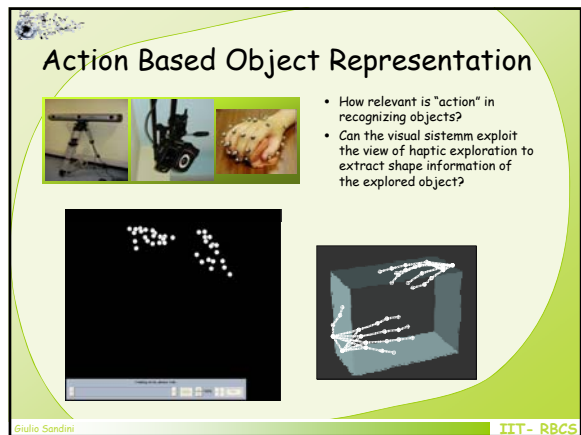 Action Based Object Representation
• How relevant is “action” in
recognizing objects?
• Can the visual sistemm exploit
the view of haptic exploration to
extract shape information of
the explored object?
Giulio Sandini
IIT- RBCS